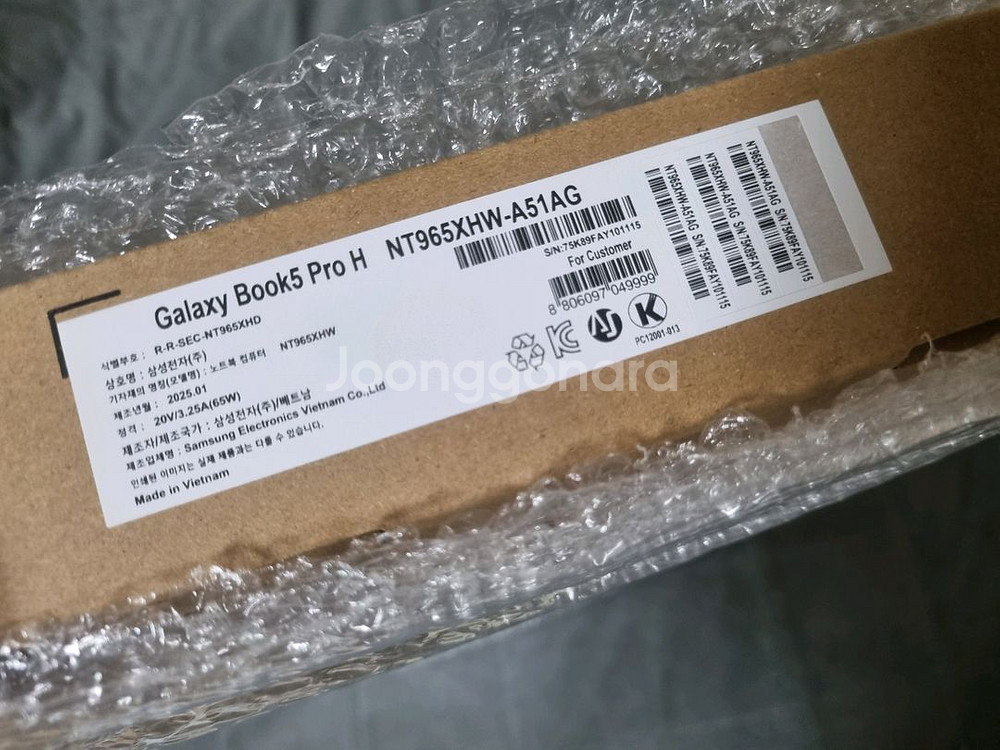 Galaxy Book5 Pro H NT965XHW-A51AG
S/N:75K89FAY101115
For Customer
8 806097 049999
식별부호 : R-R-SEC-NT965XHD
상호명 : 삼성전자(주)
기자재의 명칭(모델명) : 노트북 컴퓨터 NT965XHW
제조년월 : 2025.01
정격 : 20V/3.25A(65W)
제조자/제조국가 : 삼성전자(주)/베트남
제조업체명 : Samsung Electronics Vietnam Co.,Ltd
인쇄된 이미지는 실제 제품과는 다를 수 있습니다.
Made in Vietnam
PC12001-013
NT965XHW-A51AG S/N:75K89FAY101115
NT965XHW-A51AG S/N:75K89FAY101115
NT965XHW-A51AG S/N:75K89FAY101115
Joonggonara